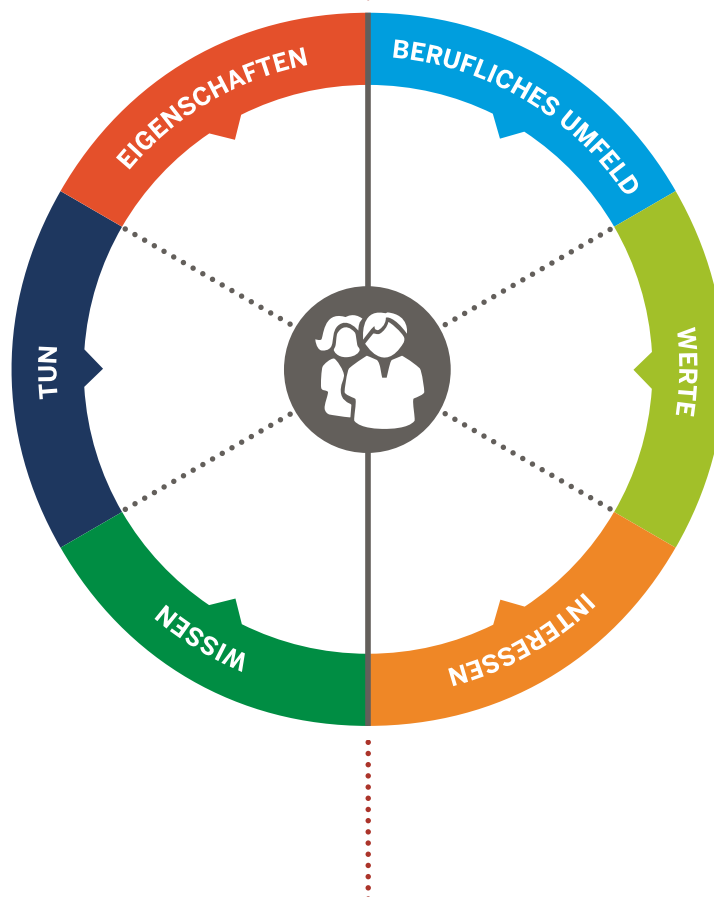 EIGENSCHAFTEN
BERUFLICHES UMFELD
WERTE
INTERESSEN
WISSEN
TUN